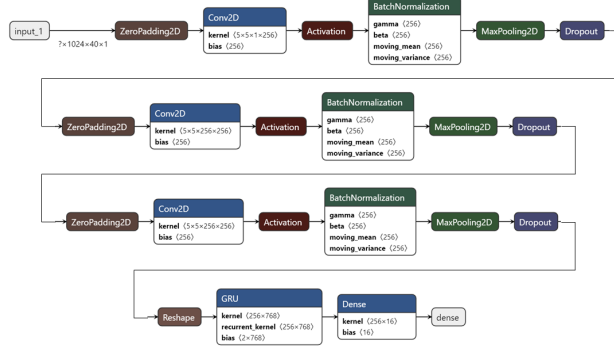 input_1
?×1024×40×1
ZeroPadding2D
Conv2D
kernel ⟨5×5×1×256⟩
bias ⟨256⟩
Activation
BatchNormalization
gamma ⟨256⟩
beta ⟨256⟩
moving_mean ⟨256⟩
moving_variance ⟨256⟩
MaxPooling2D
Dropout
ZeroPadding2D
Conv2D
kernel ⟨5×5×256×256⟩
bias ⟨256⟩
Activation
BatchNormalization
gamma ⟨256⟩
beta ⟨256⟩
moving_mean ⟨256⟩
moving_variance ⟨256⟩
MaxPooling2D
Dropout
ZeroPadding2D
Conv2D
kernel ⟨5×5×256×256⟩
bias ⟨256⟩
Activation
BatchNormalization
gamma ⟨256⟩
beta ⟨256⟩
moving_mean ⟨256⟩
moving_variance ⟨256⟩
MaxPooling2D
Dropout
Reshape
GRU
kernel ⟨256×768⟩
recurrent_kernel ⟨256×768⟩
bias ⟨2×768⟩
Dense
kernel ⟨256×16⟩
bias ⟨16⟩
dense